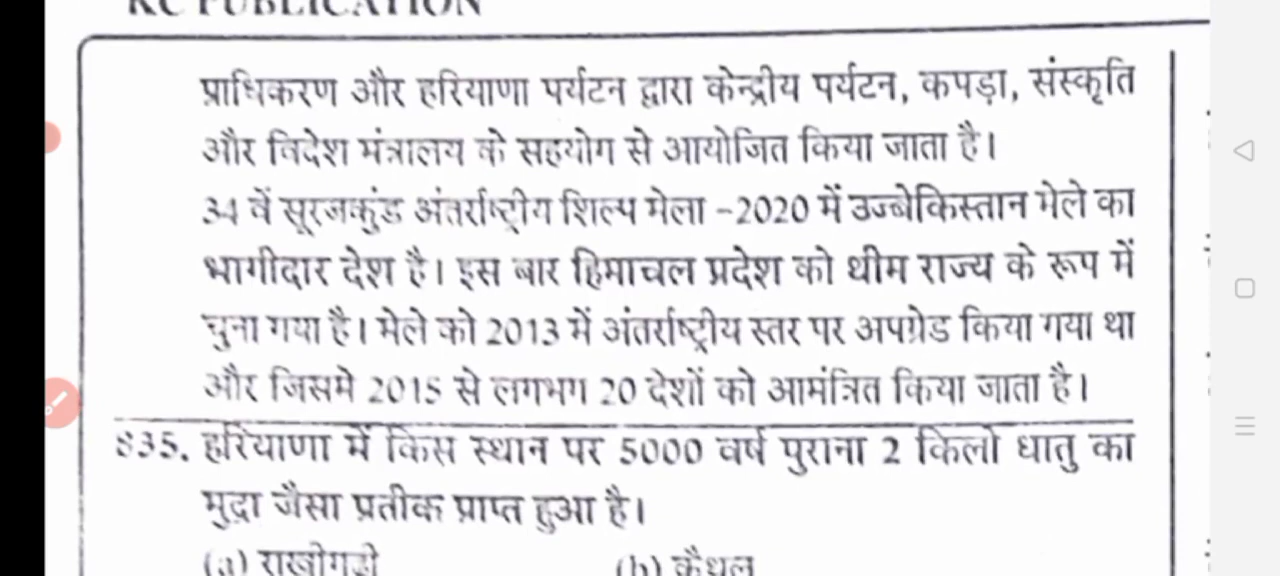 KC PUBLICATION
प्राधिकरण और हरियाणा पर्यटन द्वारा केन्द्रीय पर्यटन, कपड़ा, संस्कृति
और विदेश मंत्रालय के सहयोग से आयोजित किया जाता है।
34 वें सूरजकुंड अंतर्राष्ट्रीय शिल्प मेला -2020 में उज्बेकिस्तान मेले का
भागीदार देश है। इस बार हिमाचल प्रदेश को थीम राज्य के रूप में
चुना गया है। मेले को 2013 में अंतर्राष्ट्रीय स्तर पर अपग्रेड किया गया था
और जिसमे 2015 से लगभग 20 देशों को आमंत्रित किया जाता है।
835. हरियाणा में किस स्थान पर 5000 वर्ष पुराना 2 किलो धातु का
मुद्रा जैसा प्रतीक प्राप्त हुआ है।
(a) राखीगढ़ी (b) कैथल